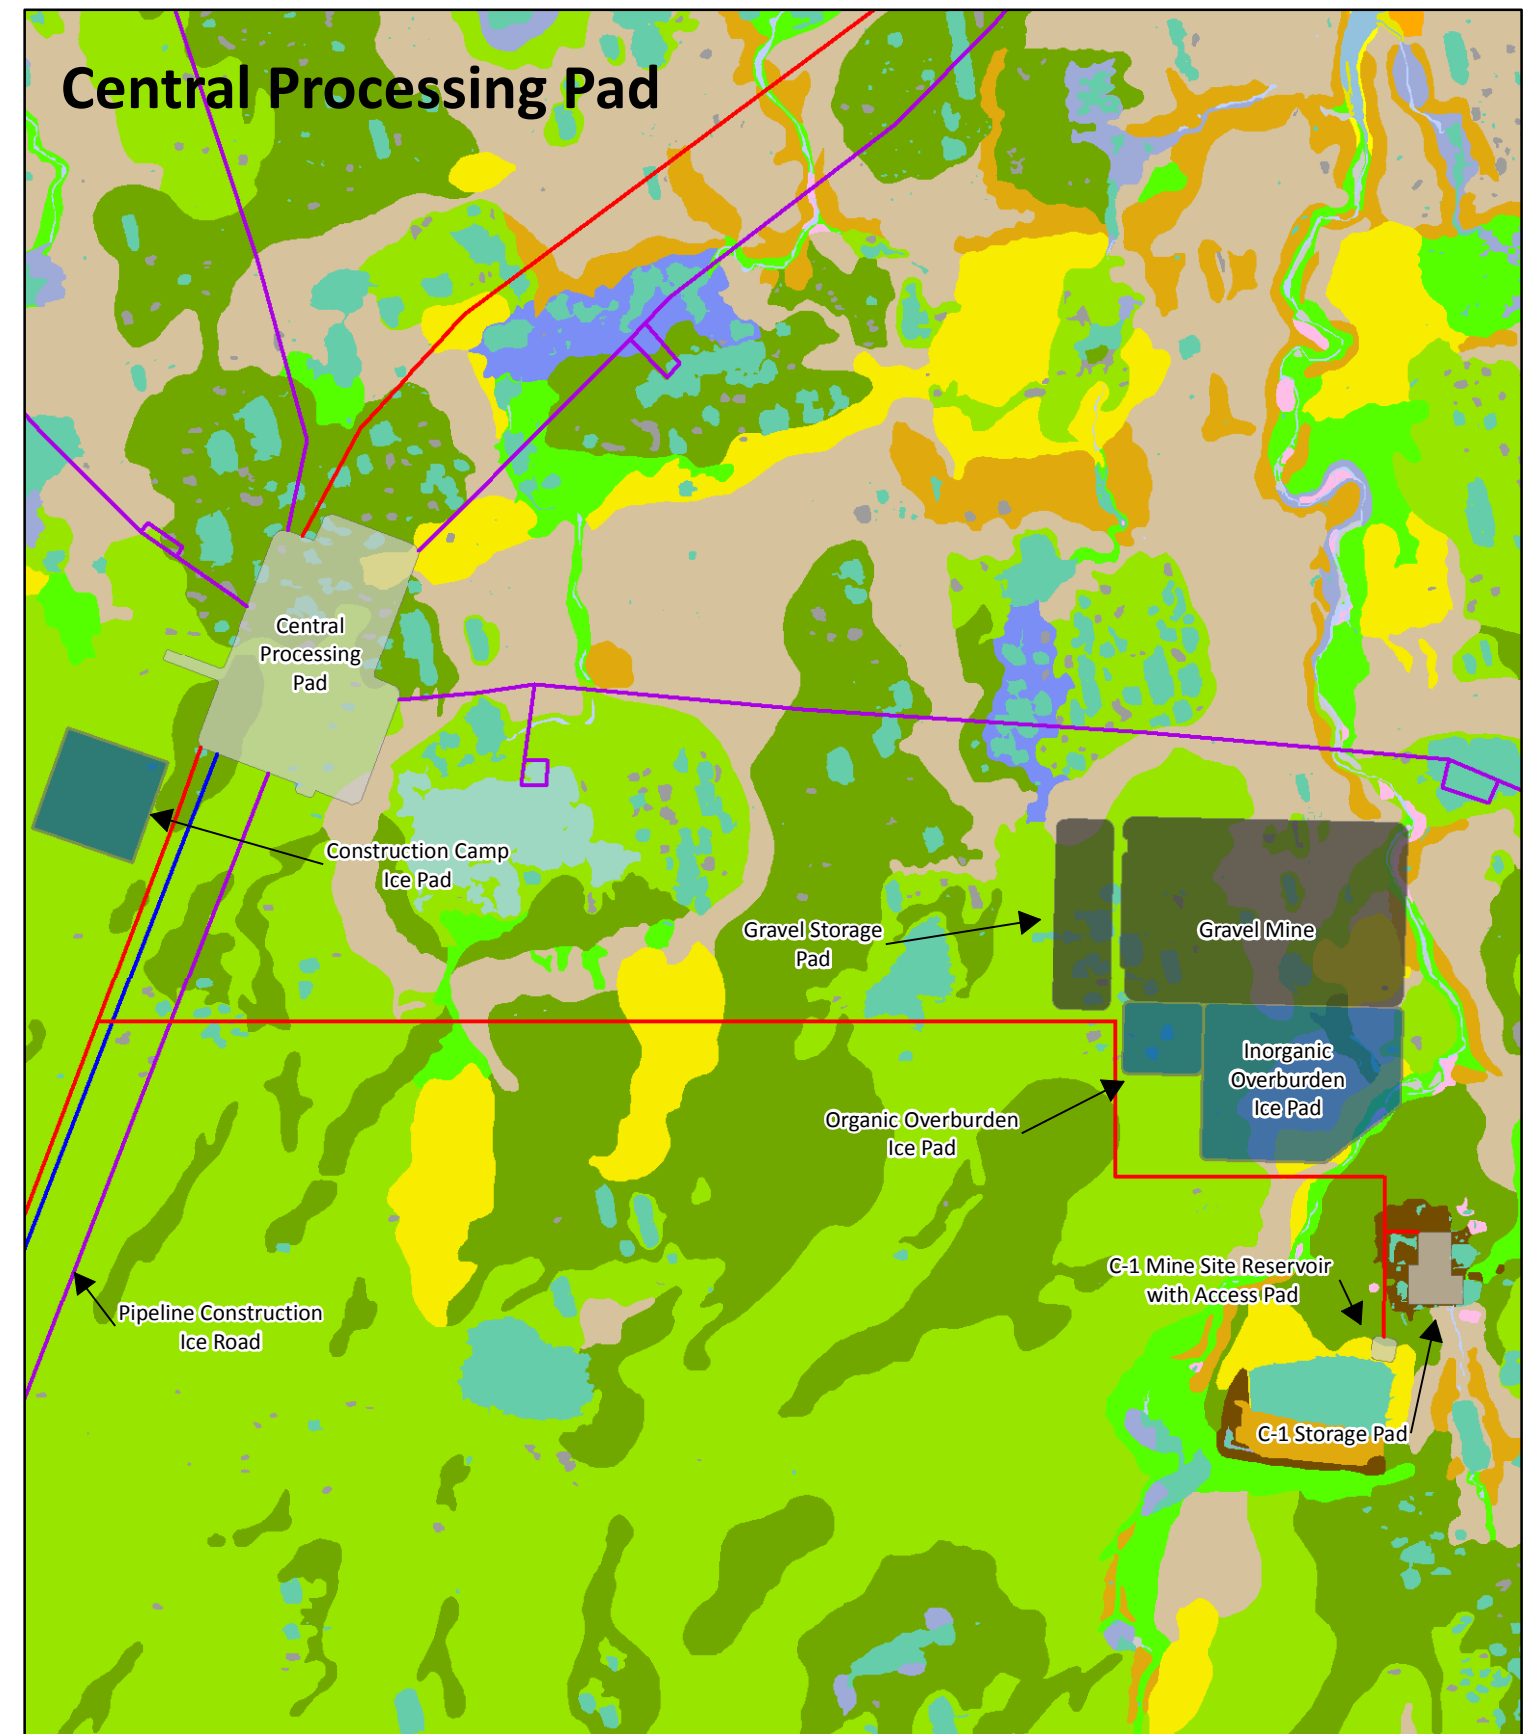 Central Processing Pad
Central
Processing
Pad
Construction Camp
Ice Pad
Gravel Storage
Pad
Gravel Mine
Inorganic
Overburden
Ice Pad
Organic Overburden
Ice Pad
C-1 Mine Site Reservoir
with Access Pad
Pipeline Construction
Ice Road
C-1 Storage Pad